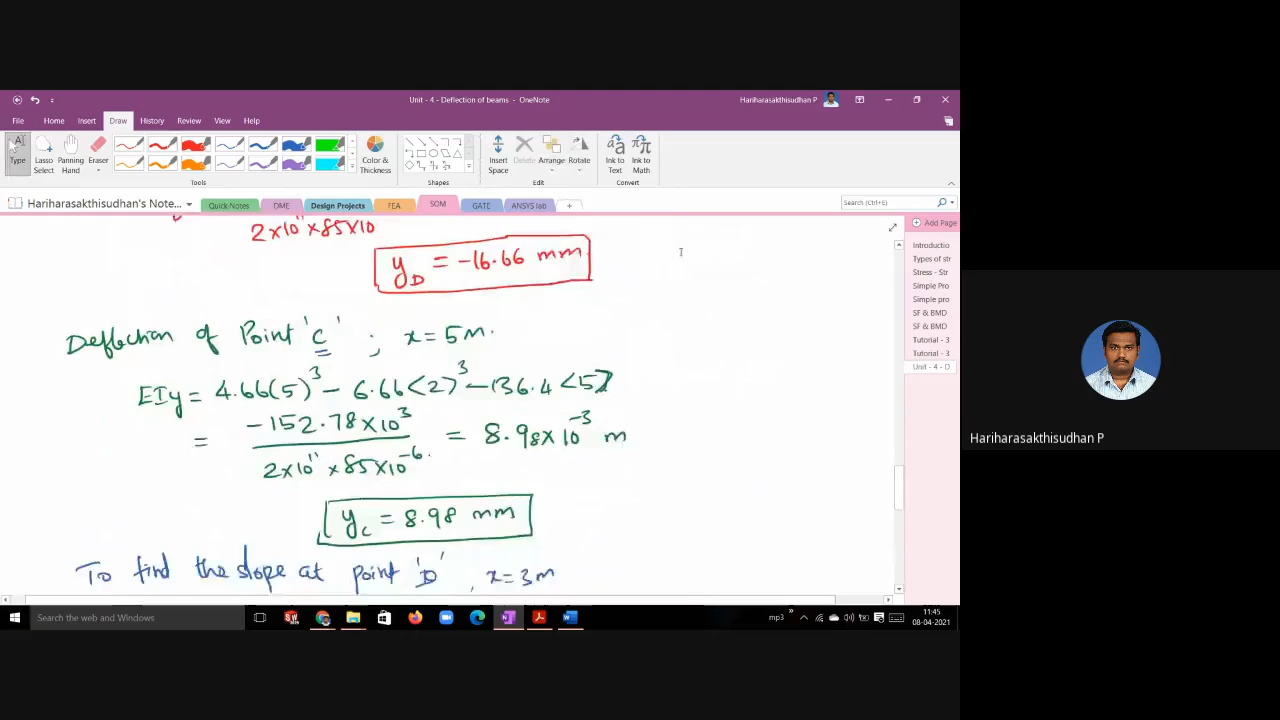 Unit - 4 - Deflection of beams - OneNote
Hariharasakthisudhan P
File Home Insert Draw History Review View Help
Type
Lasso Select
Panning Hand
Eraser
Color & Thickness
Insert Space
Delete
Arrange
Rotate
Ink to Text
Ink to Math
Tools
Shapes
Edit
Convert
Hariharasakthisudhan's Note...
Quick Notes
DME
Design Projects
FEA
SOM
GATE
ANSYS lab
Search (Ctrl+E)
Add Page
Introductio
Types of str
Stress - Str
Simple Pro
Simple pro
SF & BMD
SF & BMD
Tutorial - 3
Tutorial - 3
Unit - 4 - D
2x10¹¹ x 85x10
y_D = -16.66 mm
Deflection of Point 'C' ; x = 5m.
EIy = 4.66(5)³ - 6.66<2>³ - 136.4<5>
= -152.78x10³
2x10¹¹ x 85x10⁻⁶ = 8.98x10⁻³ m
y_c = 8.98 mm
To find the slope at point 'D', x = 3m
Hariharasakthisudhan P
Search the web and Windows
mp3
11:45
08-04-2021